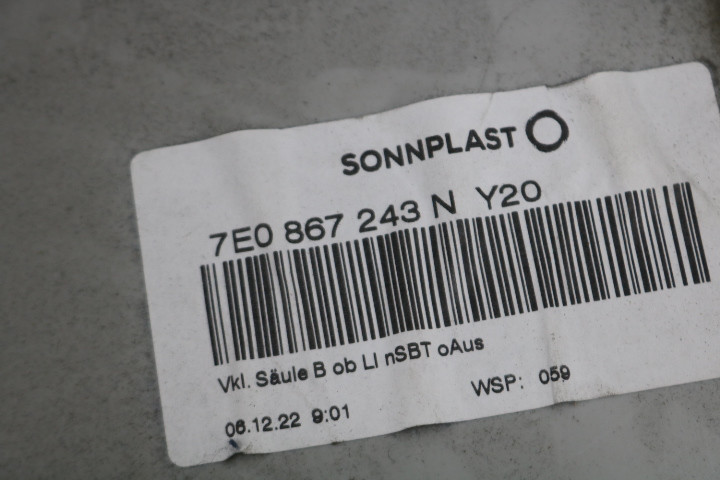 SONNPLAST
7E0 867 243 N Y20
Vkl. Säule B ob LI nSBT oAus
06.12.22 9:01 WSP: 059